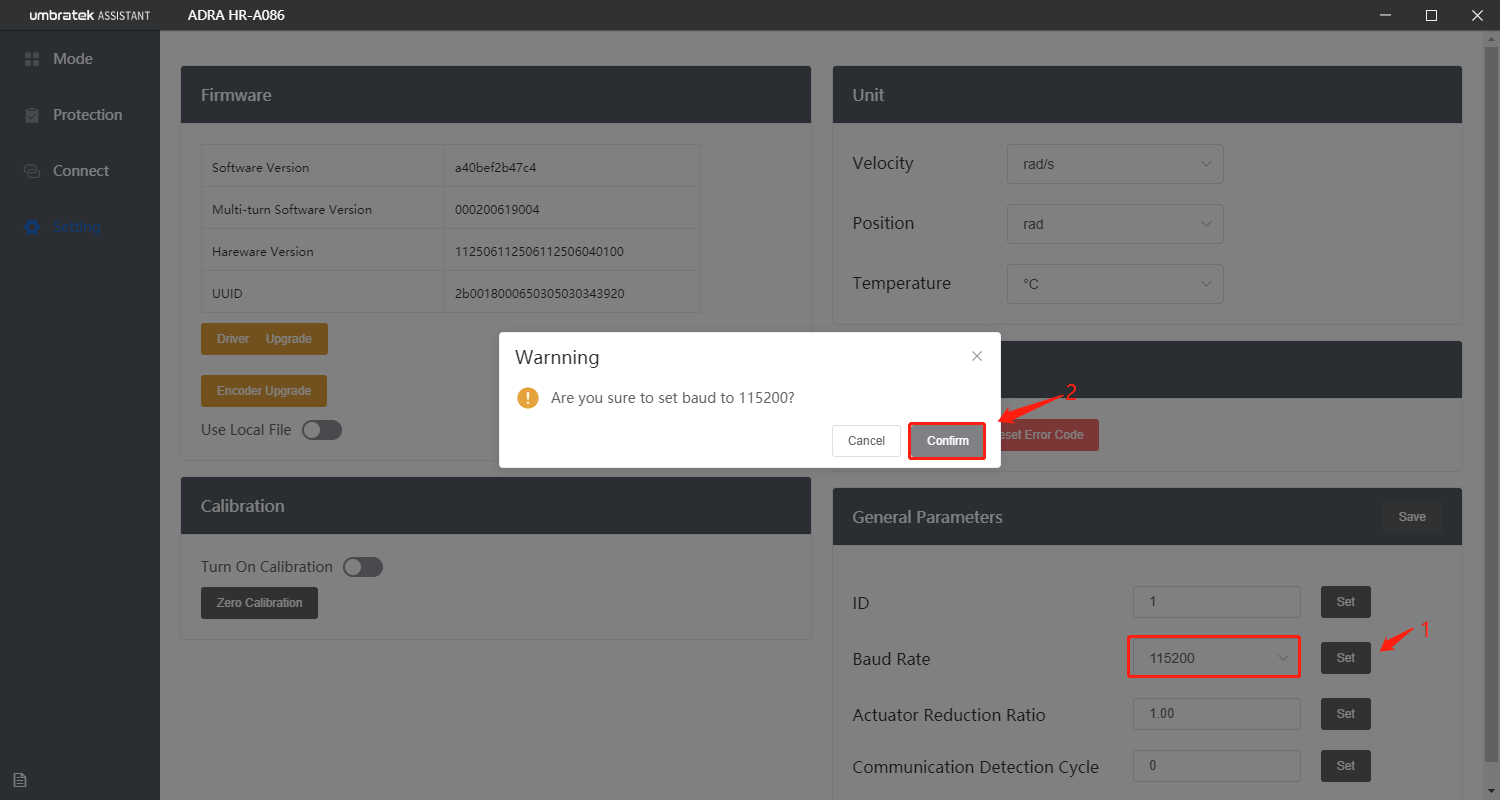 umbratek ASSISTANT
ADRA HR-A086
Mode
Protection
Connect
Setting
Firmware
Software Version a40bef2b47c4
Multi-turn Software Version 000200619004
Hareware Version 112506112506112506040100
UUID 2b0018000650305030343920
Driver Upgrade
Encoder Upgrade
Use Local File
Calibration
Turn On Calibration
Zero Calibration
Unit
Velocity rad/s
Position rad
Temperature °C
Warnning
! Are you sure to set baud to 115200?
Cancel Confirm
2
eset Error Code
General Parameters Save
ID 1 Set
Baud Rate 115200 Set
1
Actuator Reduction Ratio 1.00 Set
Communication Detection Cycle 0 Set